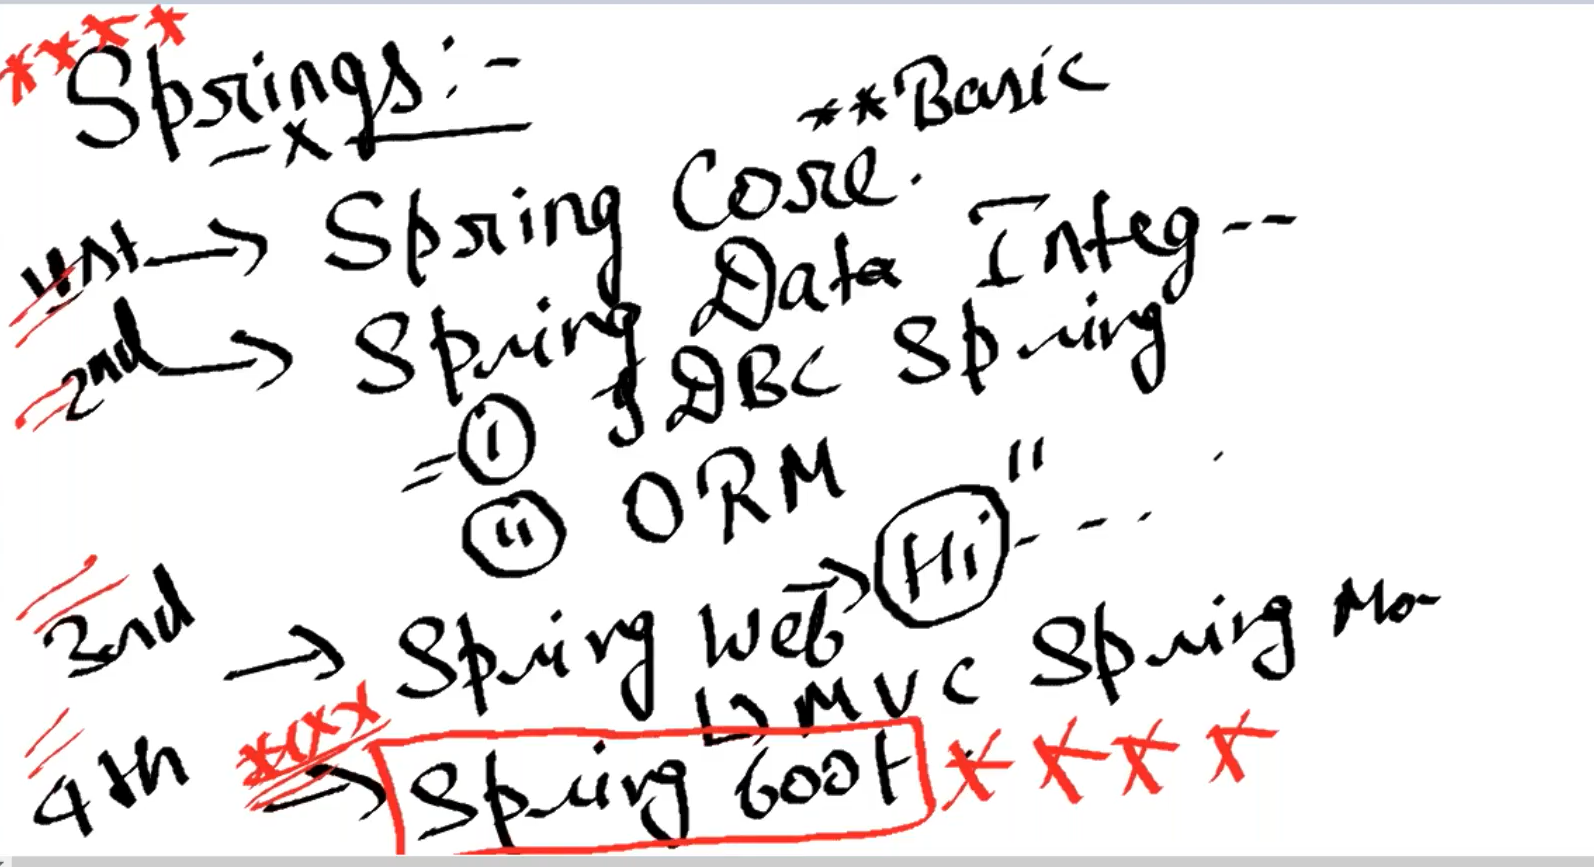 **** Springs:-
**Basic
1st → Spring Core.
2nd → Spring Data Integ--
= i JDBC Spring
ii ORM "
3rd → Spring Web → Hi----
↳ MVC Spring
4th → Spring boot ****